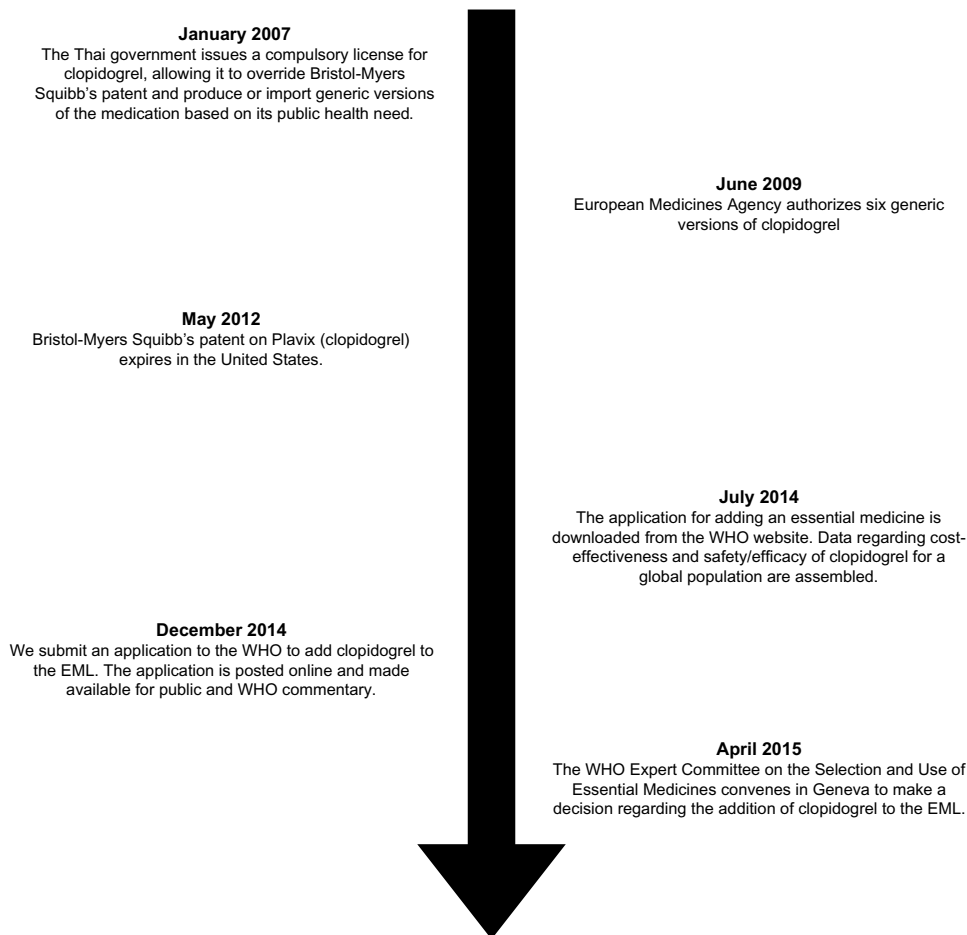 January 2007
The Thai government issues a compulsory license for
clopidogrel, allowing it to override Bristol-Myers
Squibb's patent and produce or import generic versions
of the medication based on its public health need.
June 2009
European Medicines Agency authorizes six generic
versions of clopidogrel
May 2012
Bristol-Myers Squibb's patent on Plavix (clopidogrel)
expires in the United States.
July 2014
The application for adding an essential medicine is
downloaded from the WHO website. Data regarding cost-
effectiveness and safety/efficacy of clopidogrel for a
global population are assembled.
December 2014
We submit an application to the WHO to add clopidogrel to
the EML. The application is posted online and made
available for public and WHO commentary.
April 2015
The WHO Expert Committee on the Selection and Use of
Essential Medicines convenes in Geneva to make a
decision regarding the addition of clopidogrel to the EML.